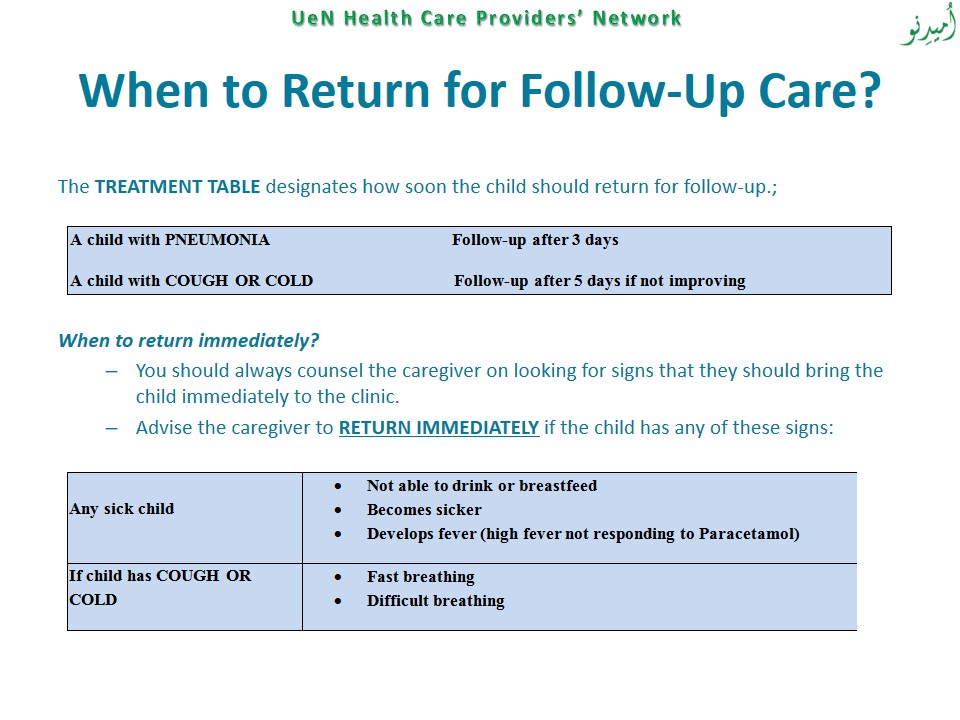 UeN Health Care Providers’ Network
اُمیدِنو
When to Return for Follow-Up Care?
The TREATMENT TABLE designates how soon the child should return for follow-up.;
A child with PNEUMONIA Follow-up after 3 days
A child with COUGH OR COLD Follow-up after 5 days if not improving
When to return immediately?
– You should always counsel the caregiver on looking for signs that they should bring the
child immediately to the clinic.
– Advise the caregiver to RETURN IMMEDIATELY if the child has any of these signs:
Any sick child
• Not able to drink or breastfeed
• Becomes sicker
• Develops fever (high fever not responding to Paracetamol)
If child has COUGH OR
COLD
• Fast breathing
• Difficult breathing